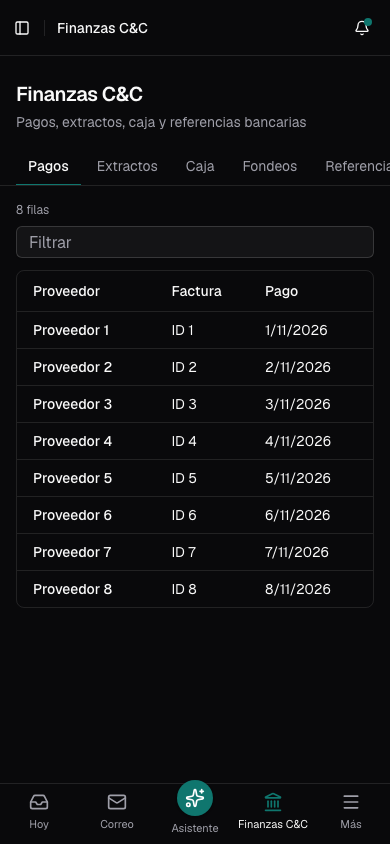 Finanzas C&C
Finanzas C&C
Pagos, extractos, caja y referencias bancarias
Pagos Extractos Caja Fondeos Referencia
8 filas
Filtrar
Proveedor Factura Pago
Proveedor 1 ID 1 1/11/2026
Proveedor 2 ID 2 2/11/2026
Proveedor 3 ID 3 3/11/2026
Proveedor 4 ID 4 4/11/2026
Proveedor 5 ID 5 5/11/2026
Proveedor 6 ID 6 6/11/2026
Proveedor 7 ID 7 7/11/2026
Proveedor 8 ID 8 8/11/2026
Hoy Correo Asistente Finanzas C&C Más